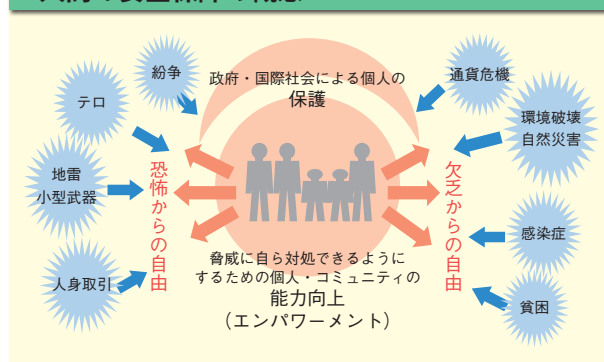 紛争
テロ
地雷
小型武器
人身取引
恐怖からの自由
政府・国際社会による個人の
保護
脅威に自ら対処できるように
するための個人・コミュニティの
能力向上
（エンパワーメント）
欠乏からの自由
通貨危機
環境破壊
自然災害
感染症
貧困